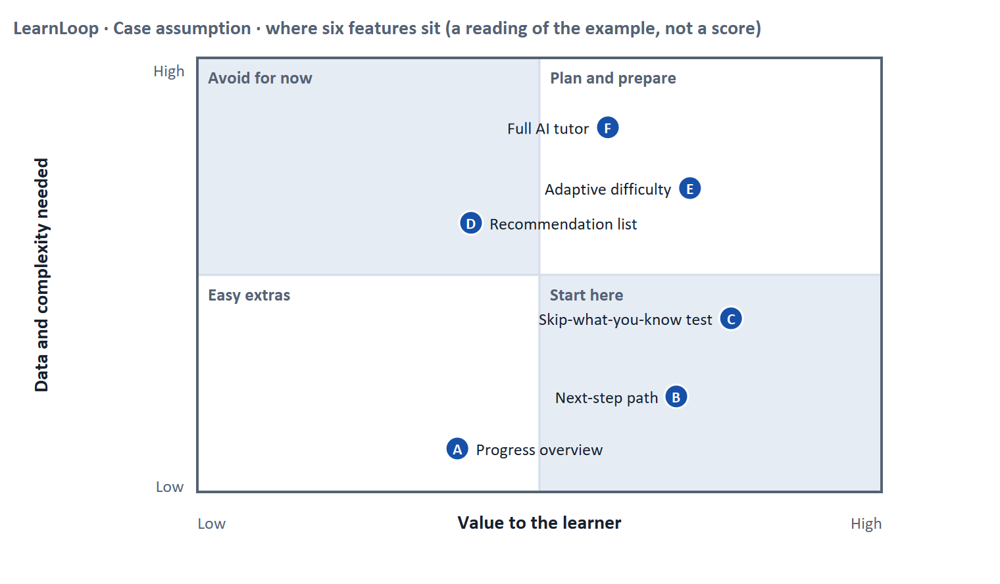 LearnLoop · Case assumption · where six features sit (a reading of the example, not a score)
High
Avoid for now
Plan and prepare
Full AI tutor F
Adaptive difficulty E
D Recommendation list
Data and complexity needed
Easy extras
Start here
Skip-what-you-know test C
Next-step path B
A Progress overview
Low
Low
Value to the learner
High